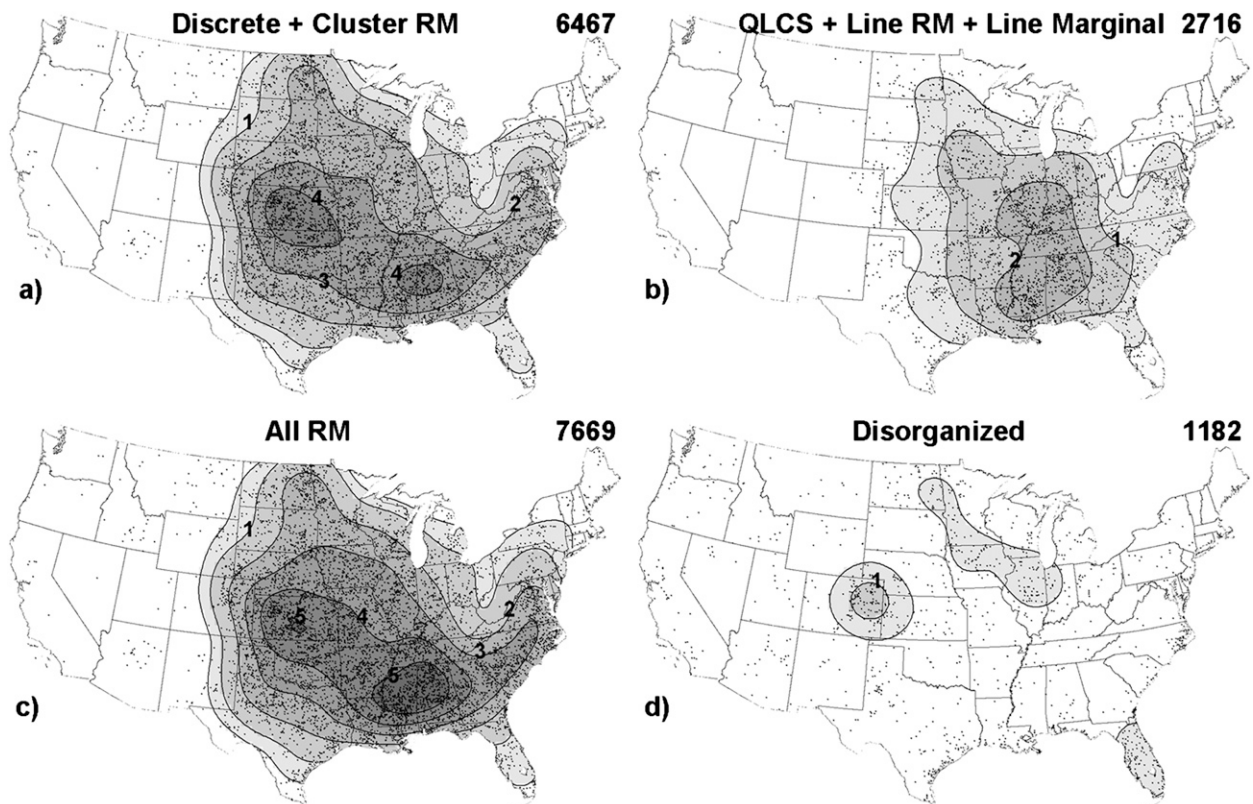 Discrete + Cluster RM 6467
1
4
2
4
3
a)
QLCS + Line RM + Line Marginal 2716
1
2
b)
All RM 7669
1
5
4
2
3
5
c)
Disorganized 1182
1
d)